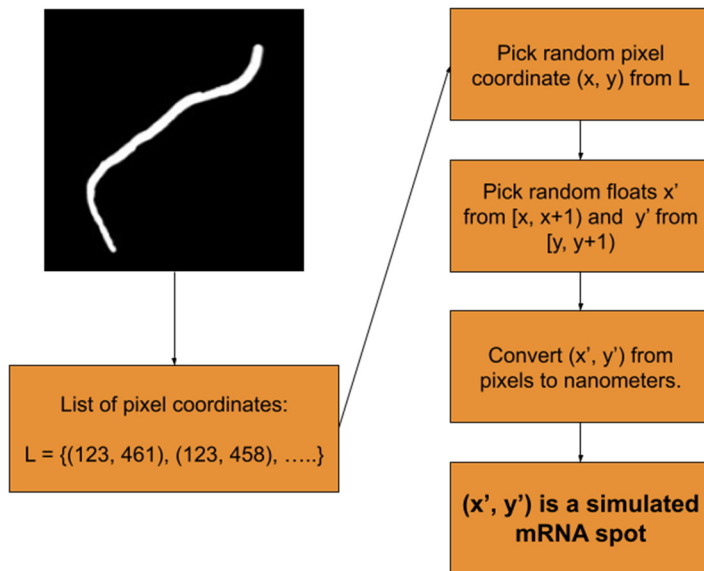 List of pixel coordinates:
L = {(123, 461), (123, 458), .....}
Pick random pixel
coordinate (x, y) from L
Pick random floats x’
from [x, x+1) and  y’ from
[y, y+1)
Convert (x’, y’) from
pixels to nanometers.
(x’, y’) is a simulated
mRNA spot